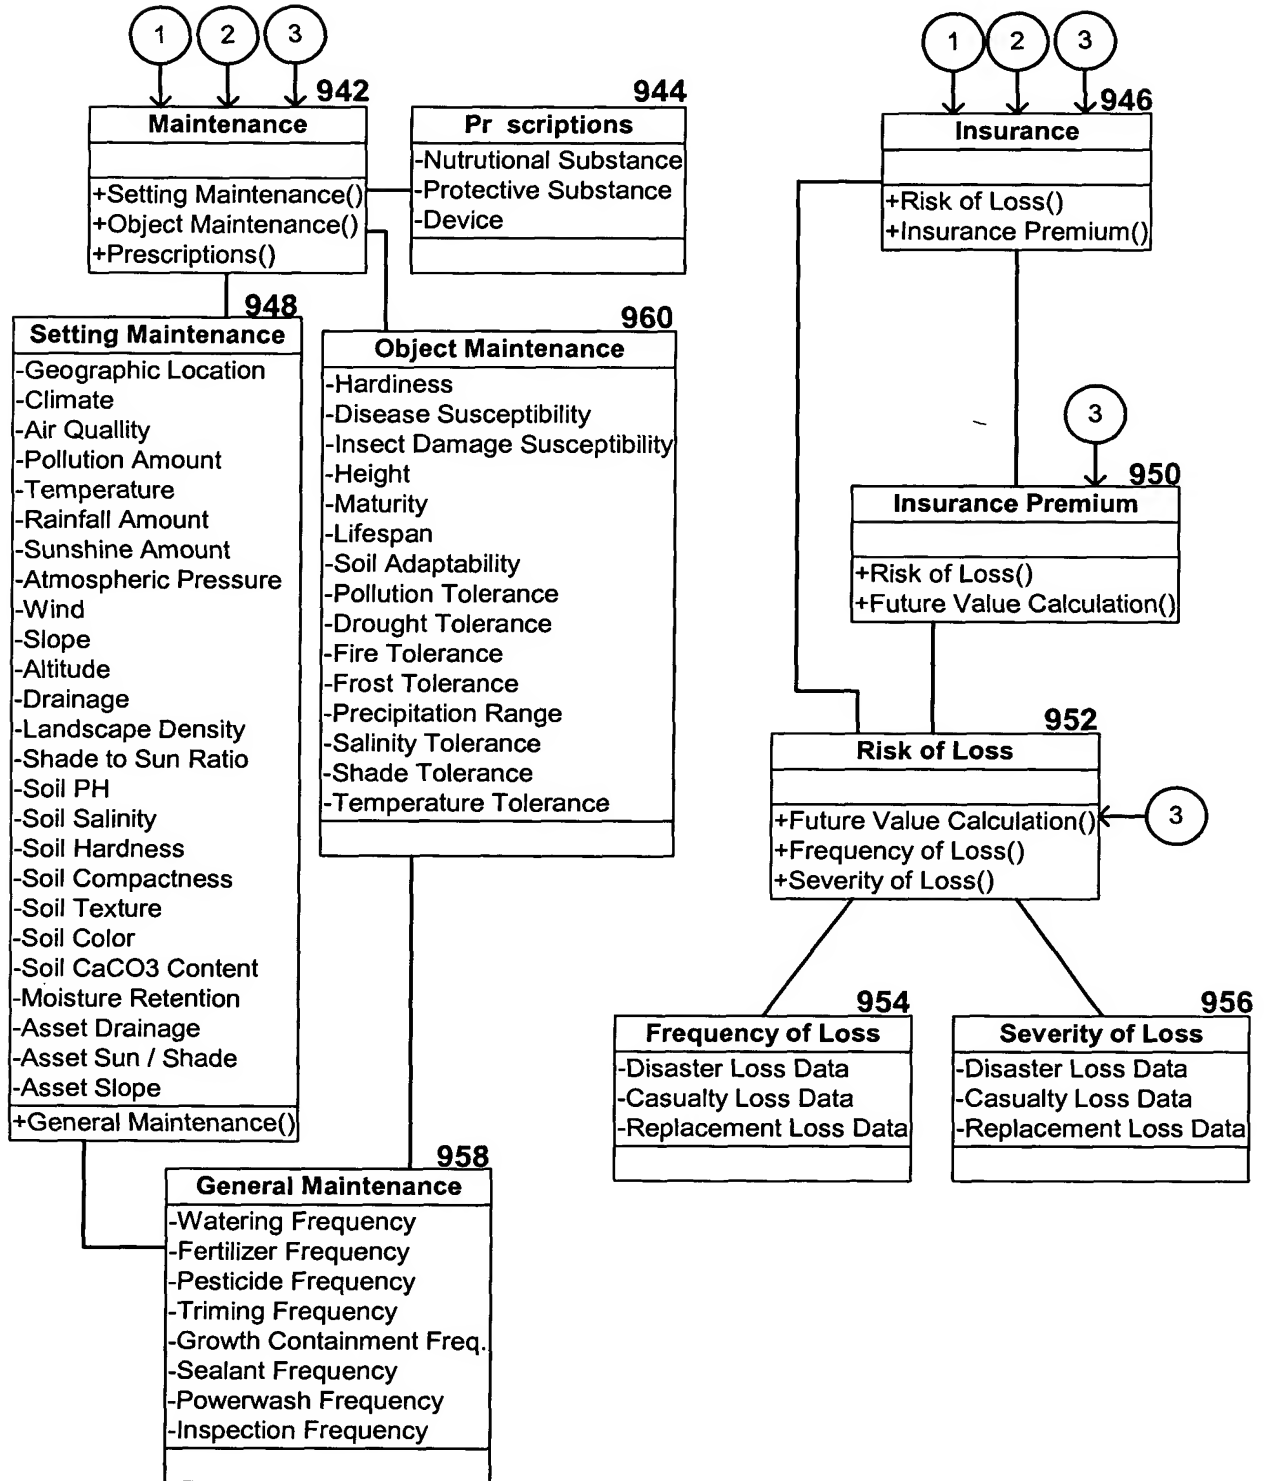 1 2 3
942
Maintenance
+Setting Maintenance()
+Object Maintenance()
+Prescriptions()
944
Pr scriptions
-Nutrutional Substance
-Protective Substance
-Device
948
Setting Maintenance
-Geographic Location
-Climate
-Air Quallity
-Pollution Amount
-Temperature
-Rainfall Amount
-Sunshine Amount
-Atmospheric Pressure
-Wind
-Slope
-Altitude
-Drainage
-Landscape Density
-Shade to Sun Ratio
-Soil PH
-Soil Salinity
-Soil Hardness
-Soil Compactness
-Soil Texture
-Soil Color
-Soil CaCO3 Content
-Moisture Retention
-Asset Drainage
-Asset Sun / Shade
-Asset Slope
+General Maintenance()
960
Object Maintenance
-Hardiness
-Disease Susceptibility
-Insect Damage Susceptibility
-Height
-Maturity
-Lifespan
-Soil Adaptability
-Pollution Tolerance
-Drought Tolerance
-Fire Tolerance
-Frost Tolerance
-Precipitation Range
-Salinity Tolerance
-Shade Tolerance
-Temperature Tolerance
958
General Maintenance
-Watering Frequency
-Fertilizer Frequency
-Pesticide Frequency
-Triming Frequency
-Growth Containment Freq.
-Sealant Frequency
-Powerwash Frequency
-Inspection Frequency
1 2 3
946
Insurance
+Risk of Loss()
+Insurance Premium()
3
950
Insurance Premium
+Risk of Loss()
+Future Value Calculation()
952
Risk of Loss
+Future Value Calculation()
+Frequency of Loss()
+Severity of Loss()
3
954
Frequency of Loss
-Disaster Loss Data
-Casualty Loss Data
-Replacement Loss Data
956
Severity of Loss
-Disaster Loss Data
-Casualty Loss Data
-Replacement Loss Data